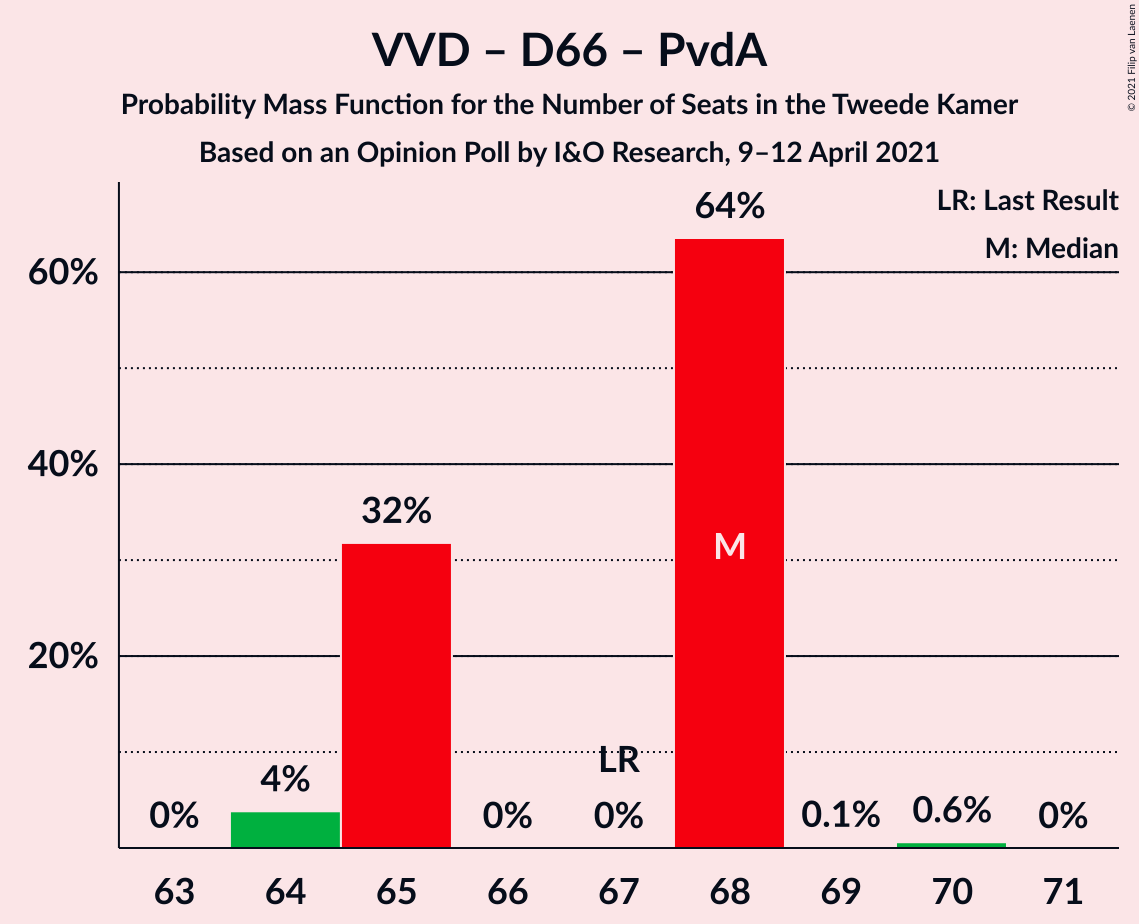 VVD – D66 – PvdA
Probability Mass Function for the Number of Seats in the Tweede Kamer
Based on an Opinion Poll by I&O Research, 9–12 April 2021
© 2021 Filip van Laenen
LR: Last Result
M: Median
60%
40%
20%
0%
4%
32%
0%
LR
0%
64%
M
0.1%
0.6%
0%
63 64 65 66 67 68 69 70 71